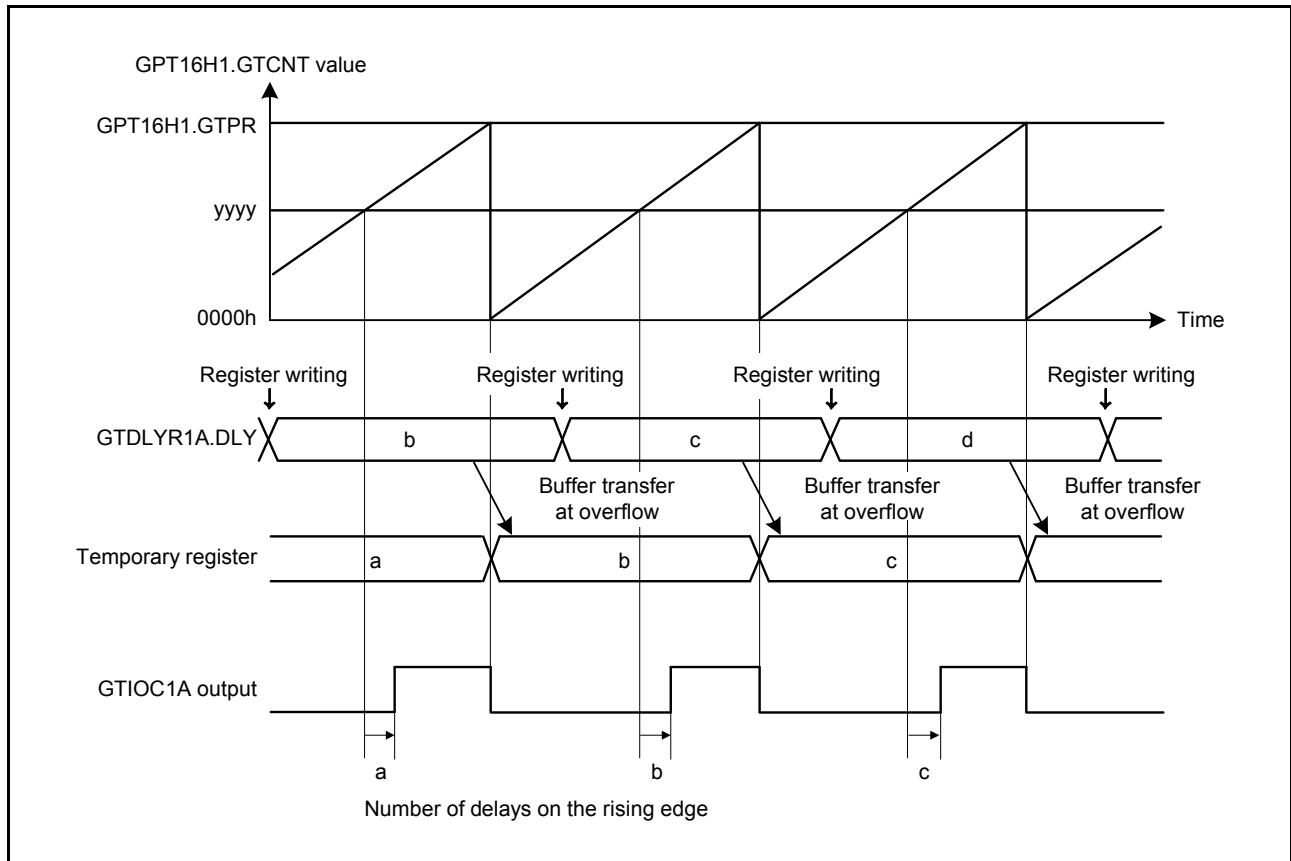 GPT16H1.GTCNT value
GPT16H1.GTPR
yyyy
0000h
Time
Register writing
Register writing
Register writing
Register writing
GTDLYR1A.DLY
b
c
d
Buffer transfer
at overflow
Buffer transfer
at overflow
Buffer transfer
at overflow
Temporary register
a
b
c
GTIOC1A output
a
b
c
Number of delays on the rising edge